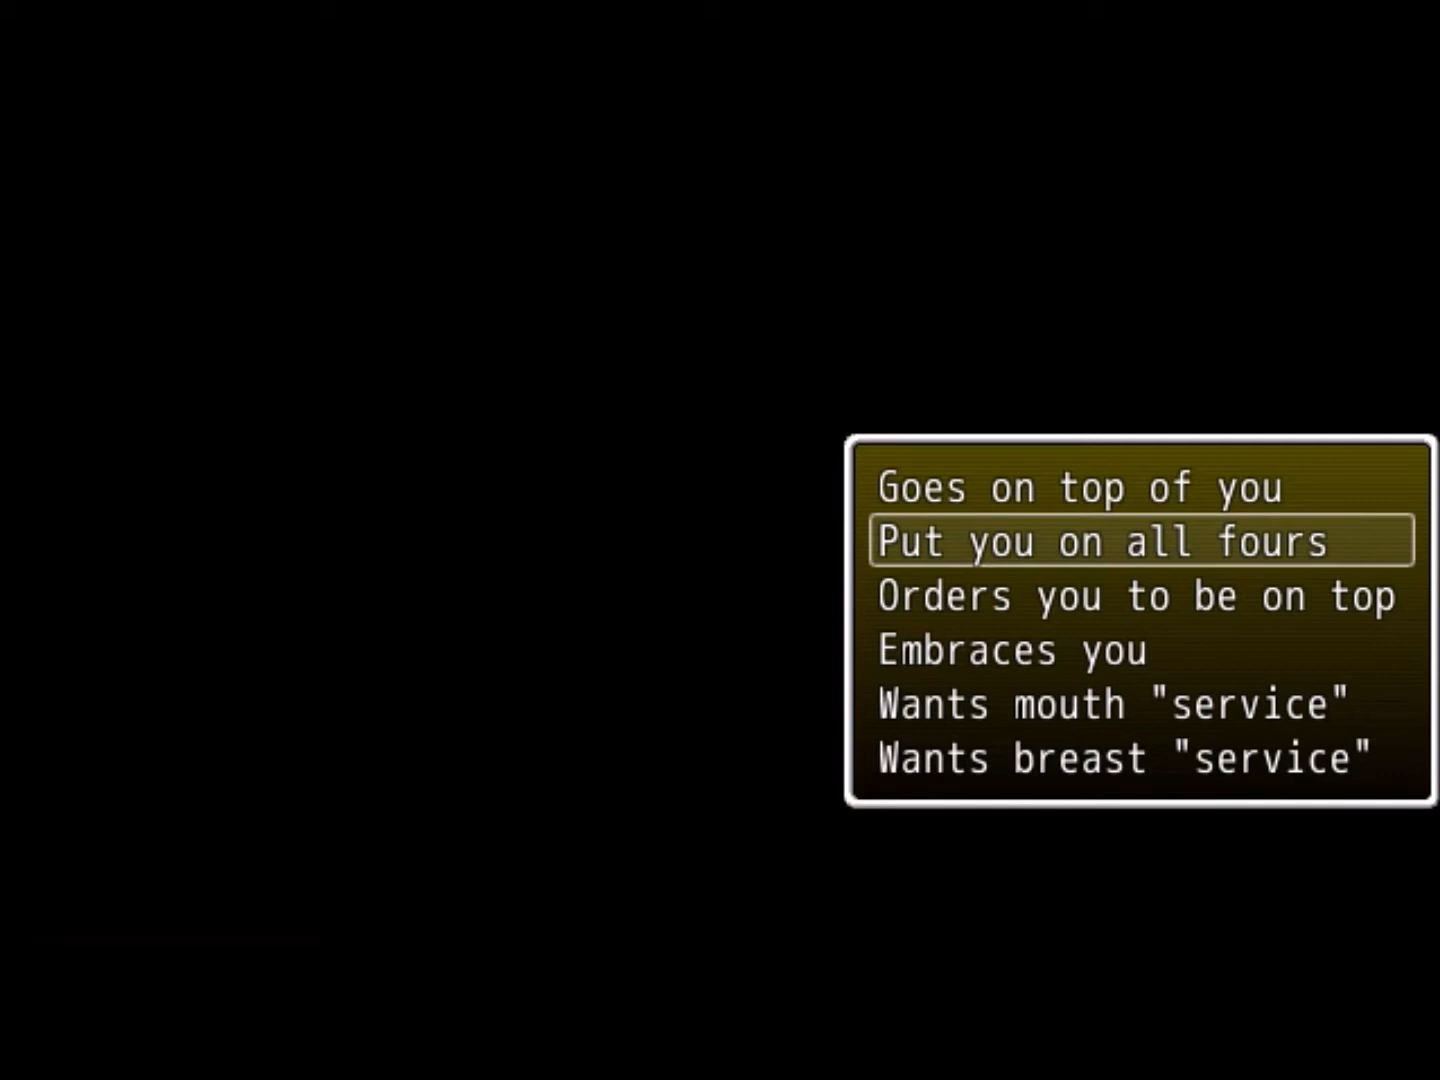 Goes on top of you
Put you on all fours
Orders you to be on top
Embraces you
Wants mouth "service"
Wants breast "service"